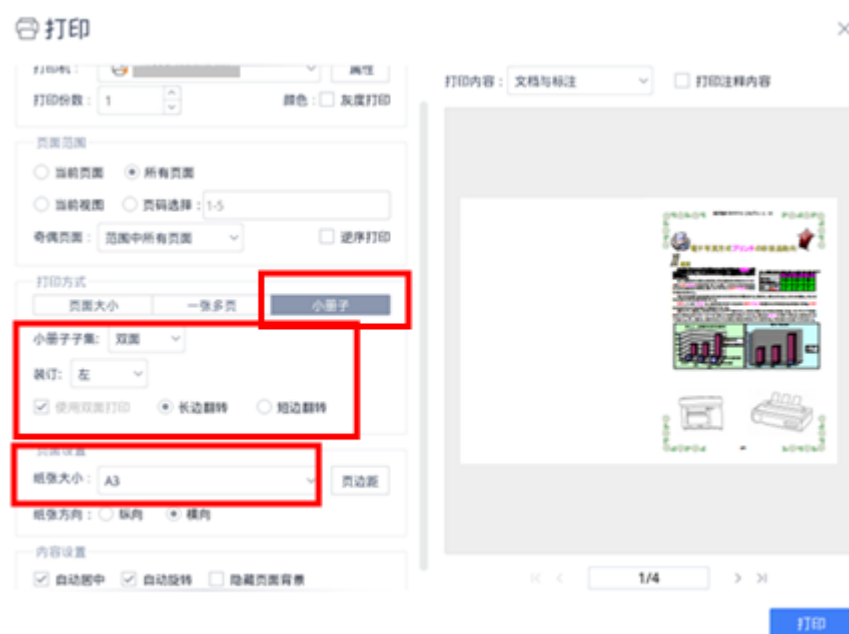 打印
打印机：
属性
打印份数：
1
颜色：
灰度打印
页面范围
当前页面
所有页面
当前视图
页码选择：
1-5
奇偶页面：
范围中所有页面
逆序打印
打印方式
页面大小
一张多页
小册子
小册子子集:
双面
装订:
左
使用双面打印
长边翻转
短边翻转
页面设置
纸张大小：
A3
页边距
纸张方向：
纵向
横向
内容设置
自动居中
自动旋转
隐藏页面背景
打印内容：
文档与标注
打印注释内容
1/4
打印